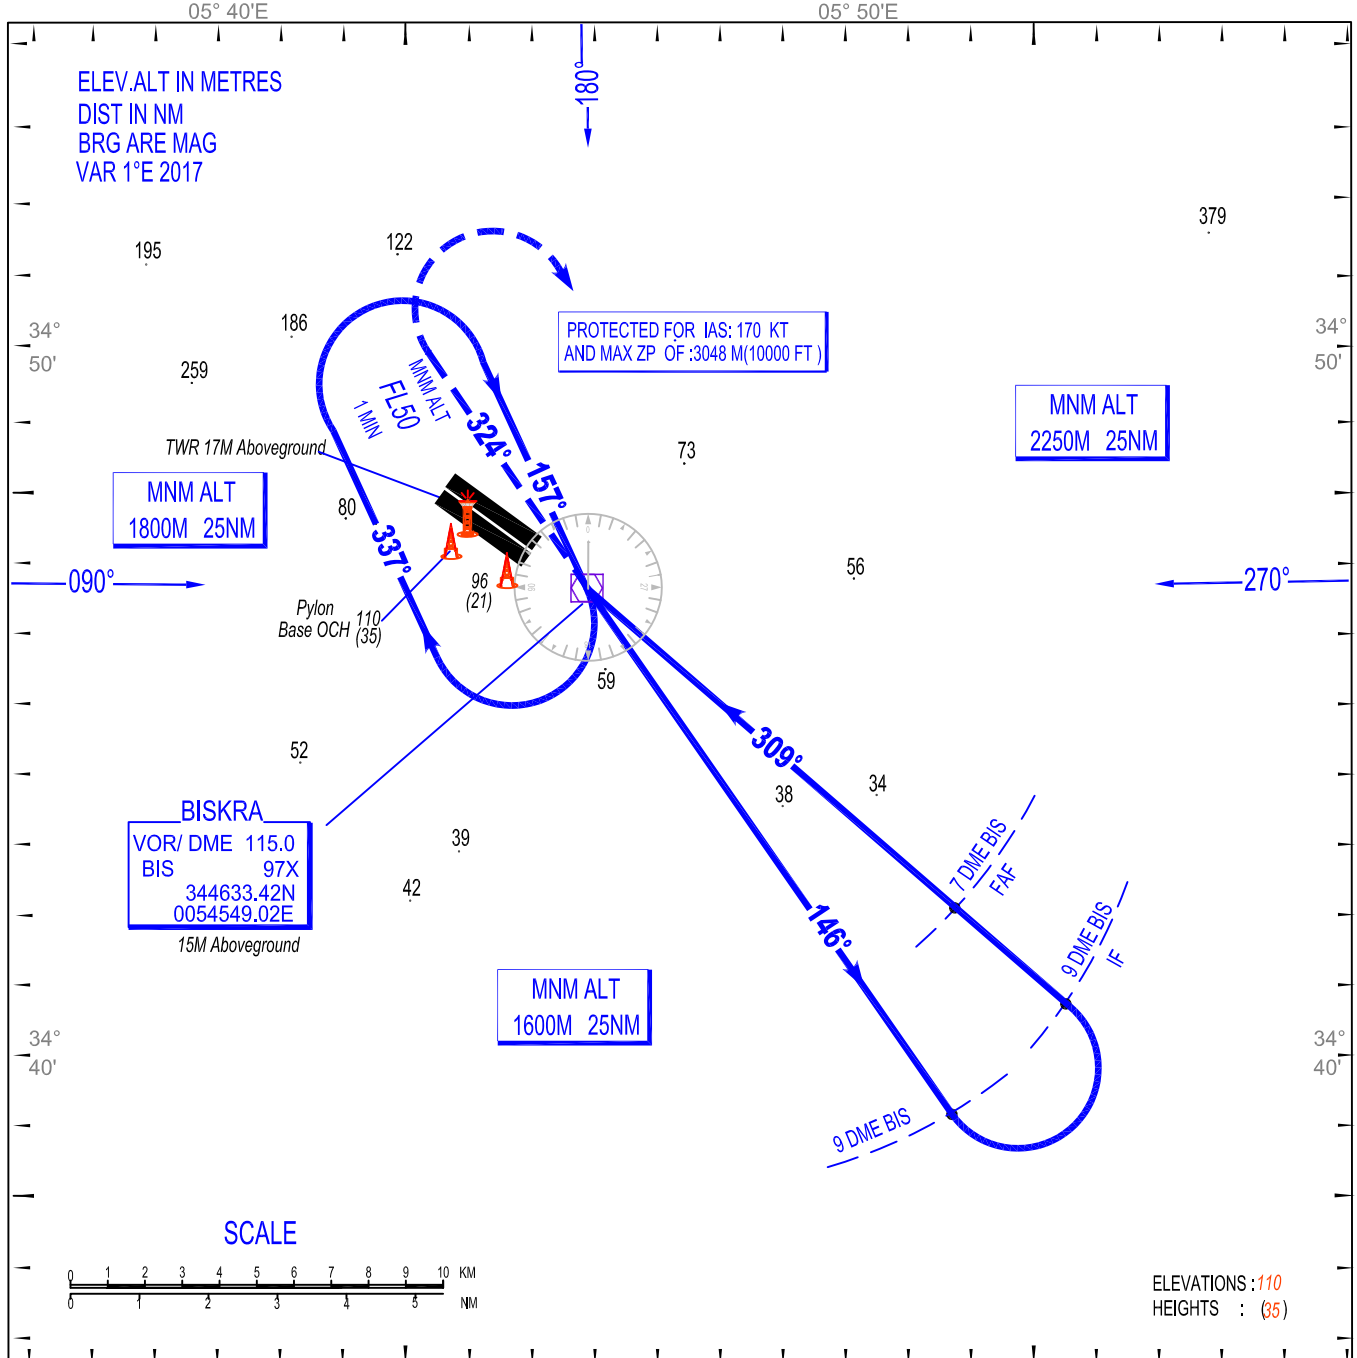 05° 40'E
05° 50'E
180°
ELEV.ALT IN METRES
DIST IN NM
BRG ARE MAG
VAR 1°E 2017
379
195
122
186
34°
50'
PROTECTED FOR IAS: 170 KT
AND MAX ZP OF :3048 M(10000 FT )
34°
50'
259
MNM ALT
FL50
1 MIN
324°
157°
MNM ALT
2250M 25NM
TWR 17M Aboveground
73
MNM ALT
1800M 25NM
80
337°
0
27
090°
96
(21)
56
270°
Pylon
Base OCH
110
(35)
59
52
309°
38
34
BISKRA
VOR/ DME 115.0
BIS 97X
344633.42N
0054549.02E
15M Aboveground
39
42
7 DME BIS
FAF
146°
9 DME BIS
IF
MNM ALT
1600M 25NM
34°
40'
34°
40'
9 DME BIS
SCALE
0 1 2 3 4 5 6 7 8 9 10 KM
0 1 2 3 4 5 NM
ELEVATIONS :110
HEIGHTS : (35)